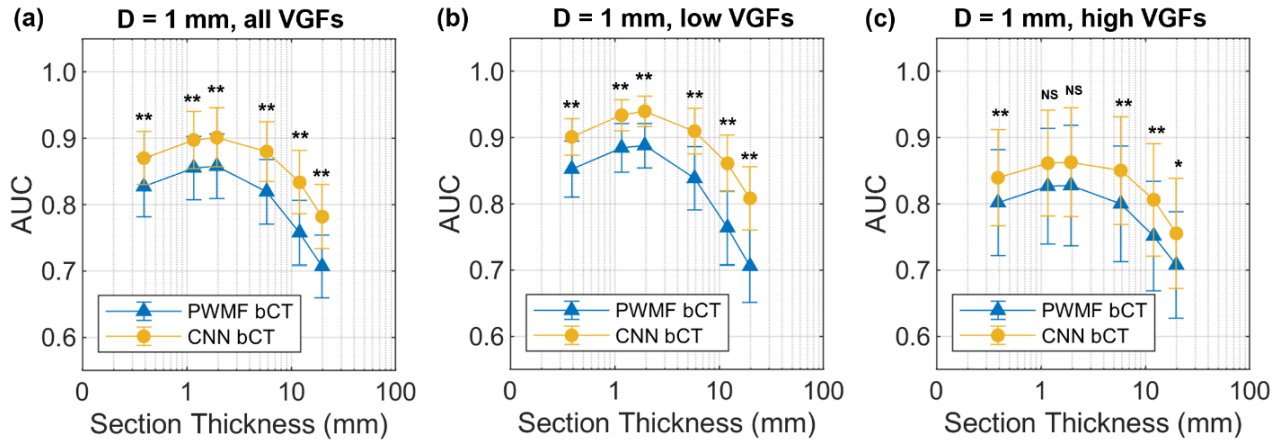 (a) D = 1 mm, all VGFs
** ** ** ** ** **
1.0
0.9
0.8
0.7
0.6
AUC
PWMF bCT
CNN bCT
0 1 10 100
Section Thickness (mm)
(b) D = 1 mm, low VGFs
** ** ** ** ** **
1.0
0.9
0.8
0.7
0.6
AUC
PWMF bCT
CNN bCT
0 1 10 100
Section Thickness (mm)
(c) D = 1 mm, high VGFs
** NS NS ** ** *
1.0
0.9
0.8
0.7
0.6
AUC
PWMF bCT
CNN bCT
0 1 10 100
Section Thickness (mm)